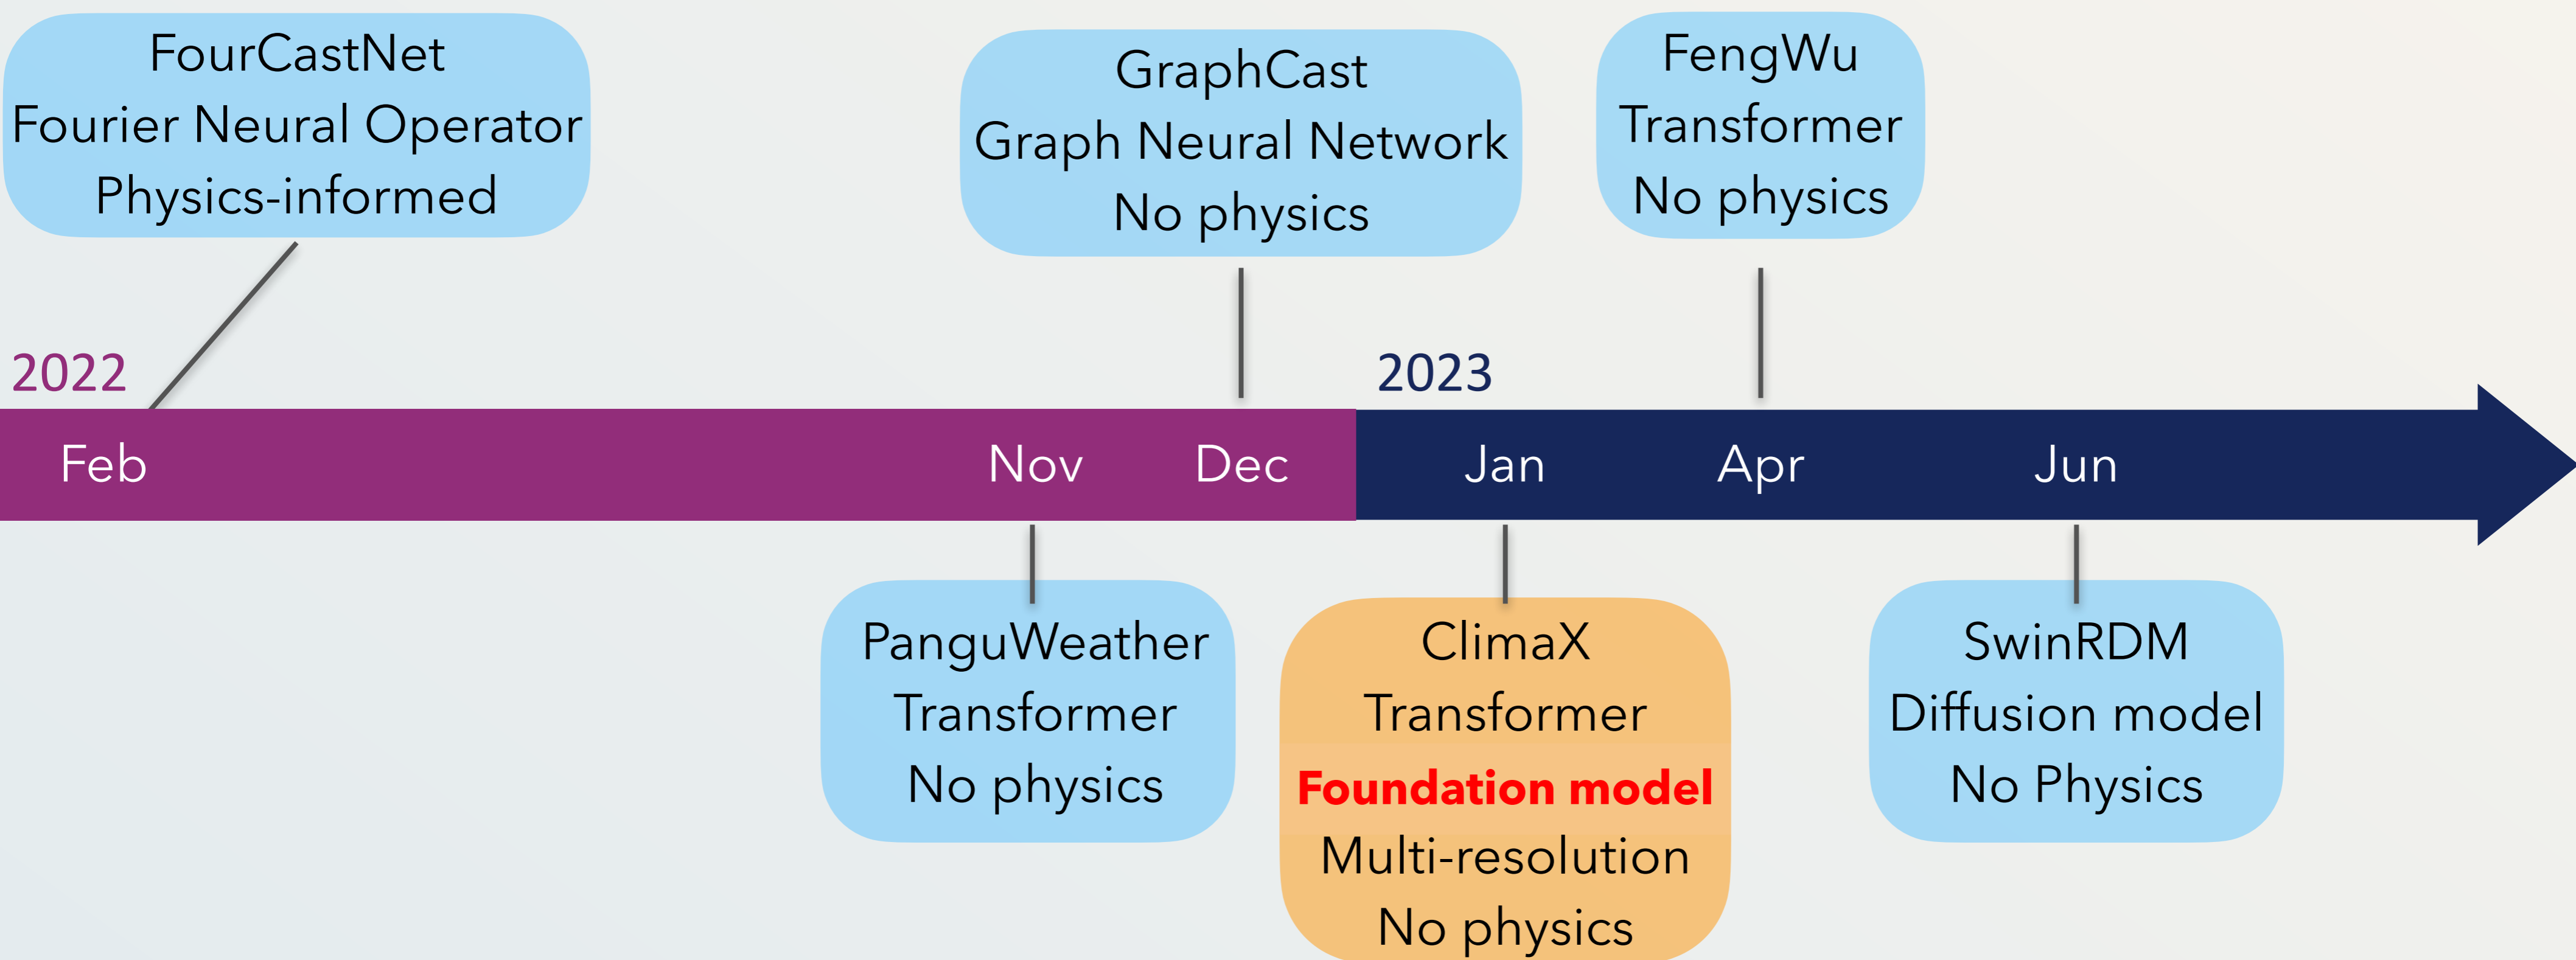 FourCastNet
Fourier Neural Operator
Physics-informed
GraphCast
Graph Neural Network
No physics
FengWu
Transformer
No physics
2022
2023
Feb
Nov
Dec
Jan
Apr
Jun
PanguWeather
Transformer
No physics
ClimaX
Transformer
Foundation model
Multi-resolution
No physics
SwinRDM
Diffusion model
No Physics